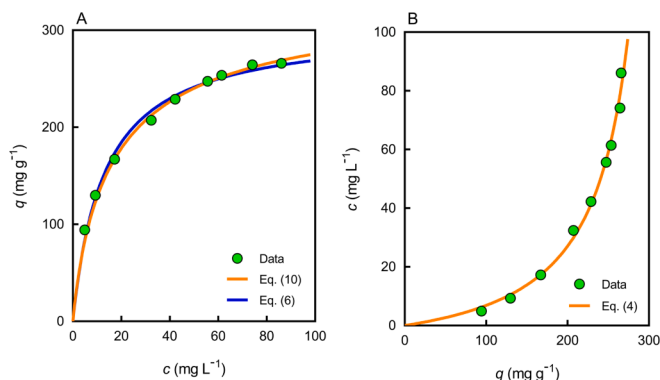 A
300
200
100
0
q (mg g⁻¹)
Data
Eq. (10)
Eq. (6)
0 20 40 60 80 100
c (mg L⁻¹)
B
100
80
60
40
20
0
c (mg L⁻¹)
Data
Eq. (4)
0 100 200 300
q (mg g⁻¹)